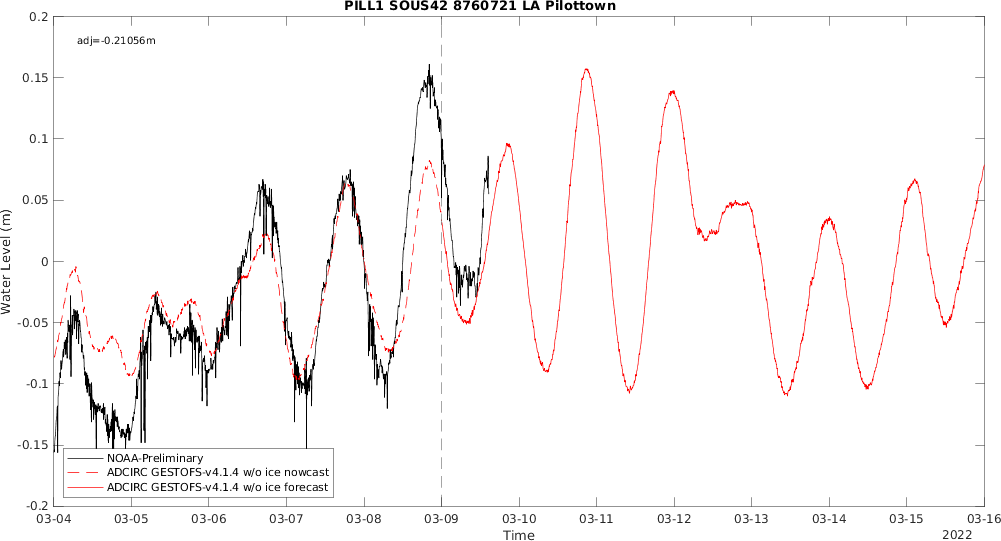 PILL1 SOUS42 8760721 LA Pilottown
adj=-0.21056m
0.2
0.15
0.1
0.05
0
-0.05
-0.1
-0.15
-0.2
Water Level (m)
NOAA-Preliminary
ADCIRC GESTOFS-v4.1.4 w/o ice nowcast
ADCIRC GESTOFS-v4.1.4 w/o ice forecast
03-04 03-05 03-06 03-07 03-08 03-09 03-10 03-11 03-12 03-13 03-14 03-15 03-16
Time
2022